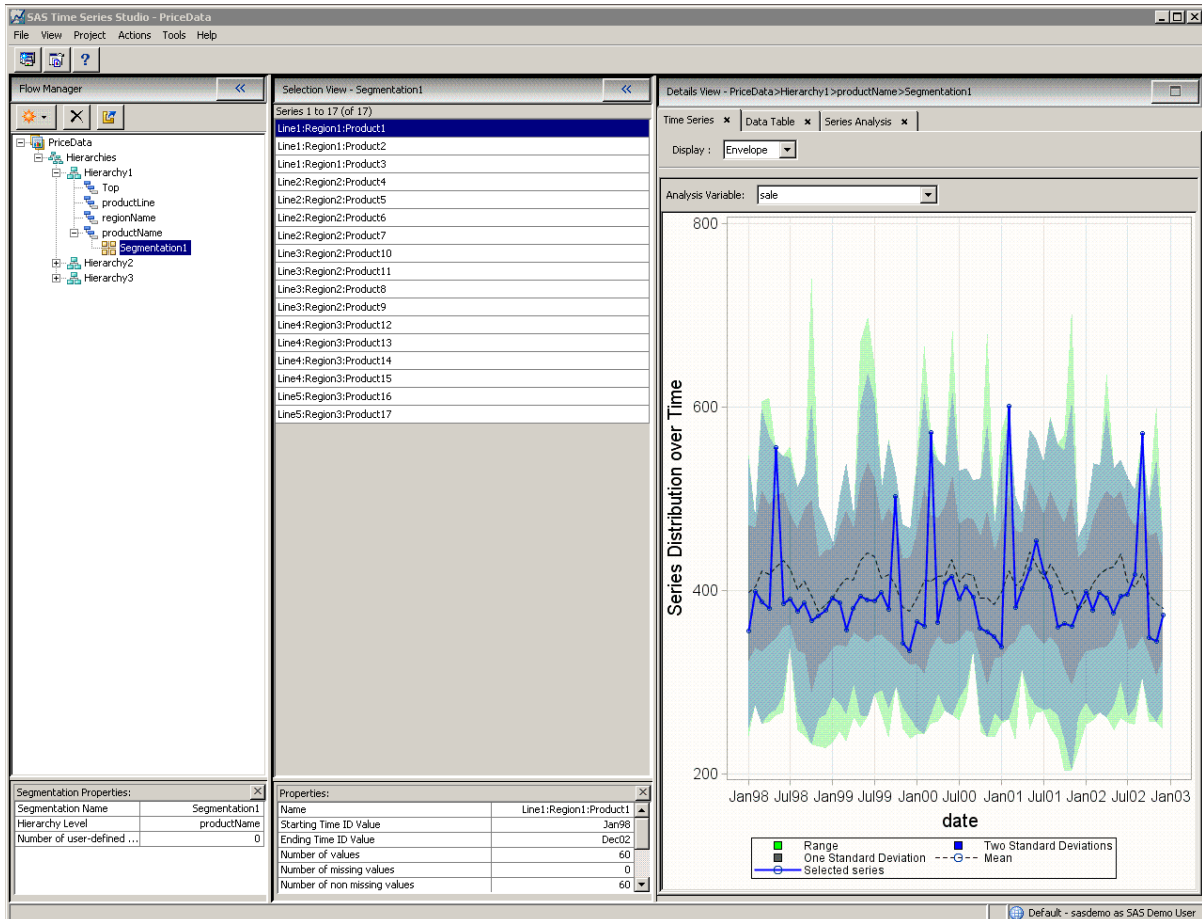 SAS Time Series Studio - PriceData
File View Project Actions Tools Help
?
Flow Manager
PriceData
Hierarchies
Hierarchy1
Top
productLine
regionName
productName
Segmentation1
Hierarchy2
Hierarchy3
Segmentation Properties:
Segmentation Name Segmentation1
Hierarchy Level productName
Number of user-defined ... 0
Selection View - Segmentation1
Series 1 to 17 (of 17)
Line1:Region1:Product1
Line1:Region1:Product2
Line1:Region1:Product3
Line2:Region2:Product4
Line2:Region2:Product5
Line2:Region2:Product6
Line2:Region2:Product7
Line3:Region2:Product10
Line3:Region2:Product11
Line3:Region2:Product8
Line3:Region2:Product9
Line4:Region3:Product12
Line4:Region3:Product13
Line4:Region3:Product14
Line4:Region3:Product15
Line5:Region3:Product16
Line5:Region3:Product17
Properties:
Name Line1:Region1:Product1
Starting Time ID Value Jan98
Ending Time ID Value Dec02
Number of values 60
Number of missing values 0
Number of non missing values 60
Details View - PriceData>Hierarchy1>productName>Segmentation1
Time Series Data Table Series Analysis
Display : Envelope
Analysis Variable: sale
Series Distribution over Time
800
600
400
200
Jan98 Jul98 Jan99 Jul99 Jan00 Jul00 Jan01 Jul01 Jan02 Jul02 Jan03
date
Range Two Standard Deviations
One Standard Deviation Mean
Selected series
Default - sasdemo as SAS Demo User